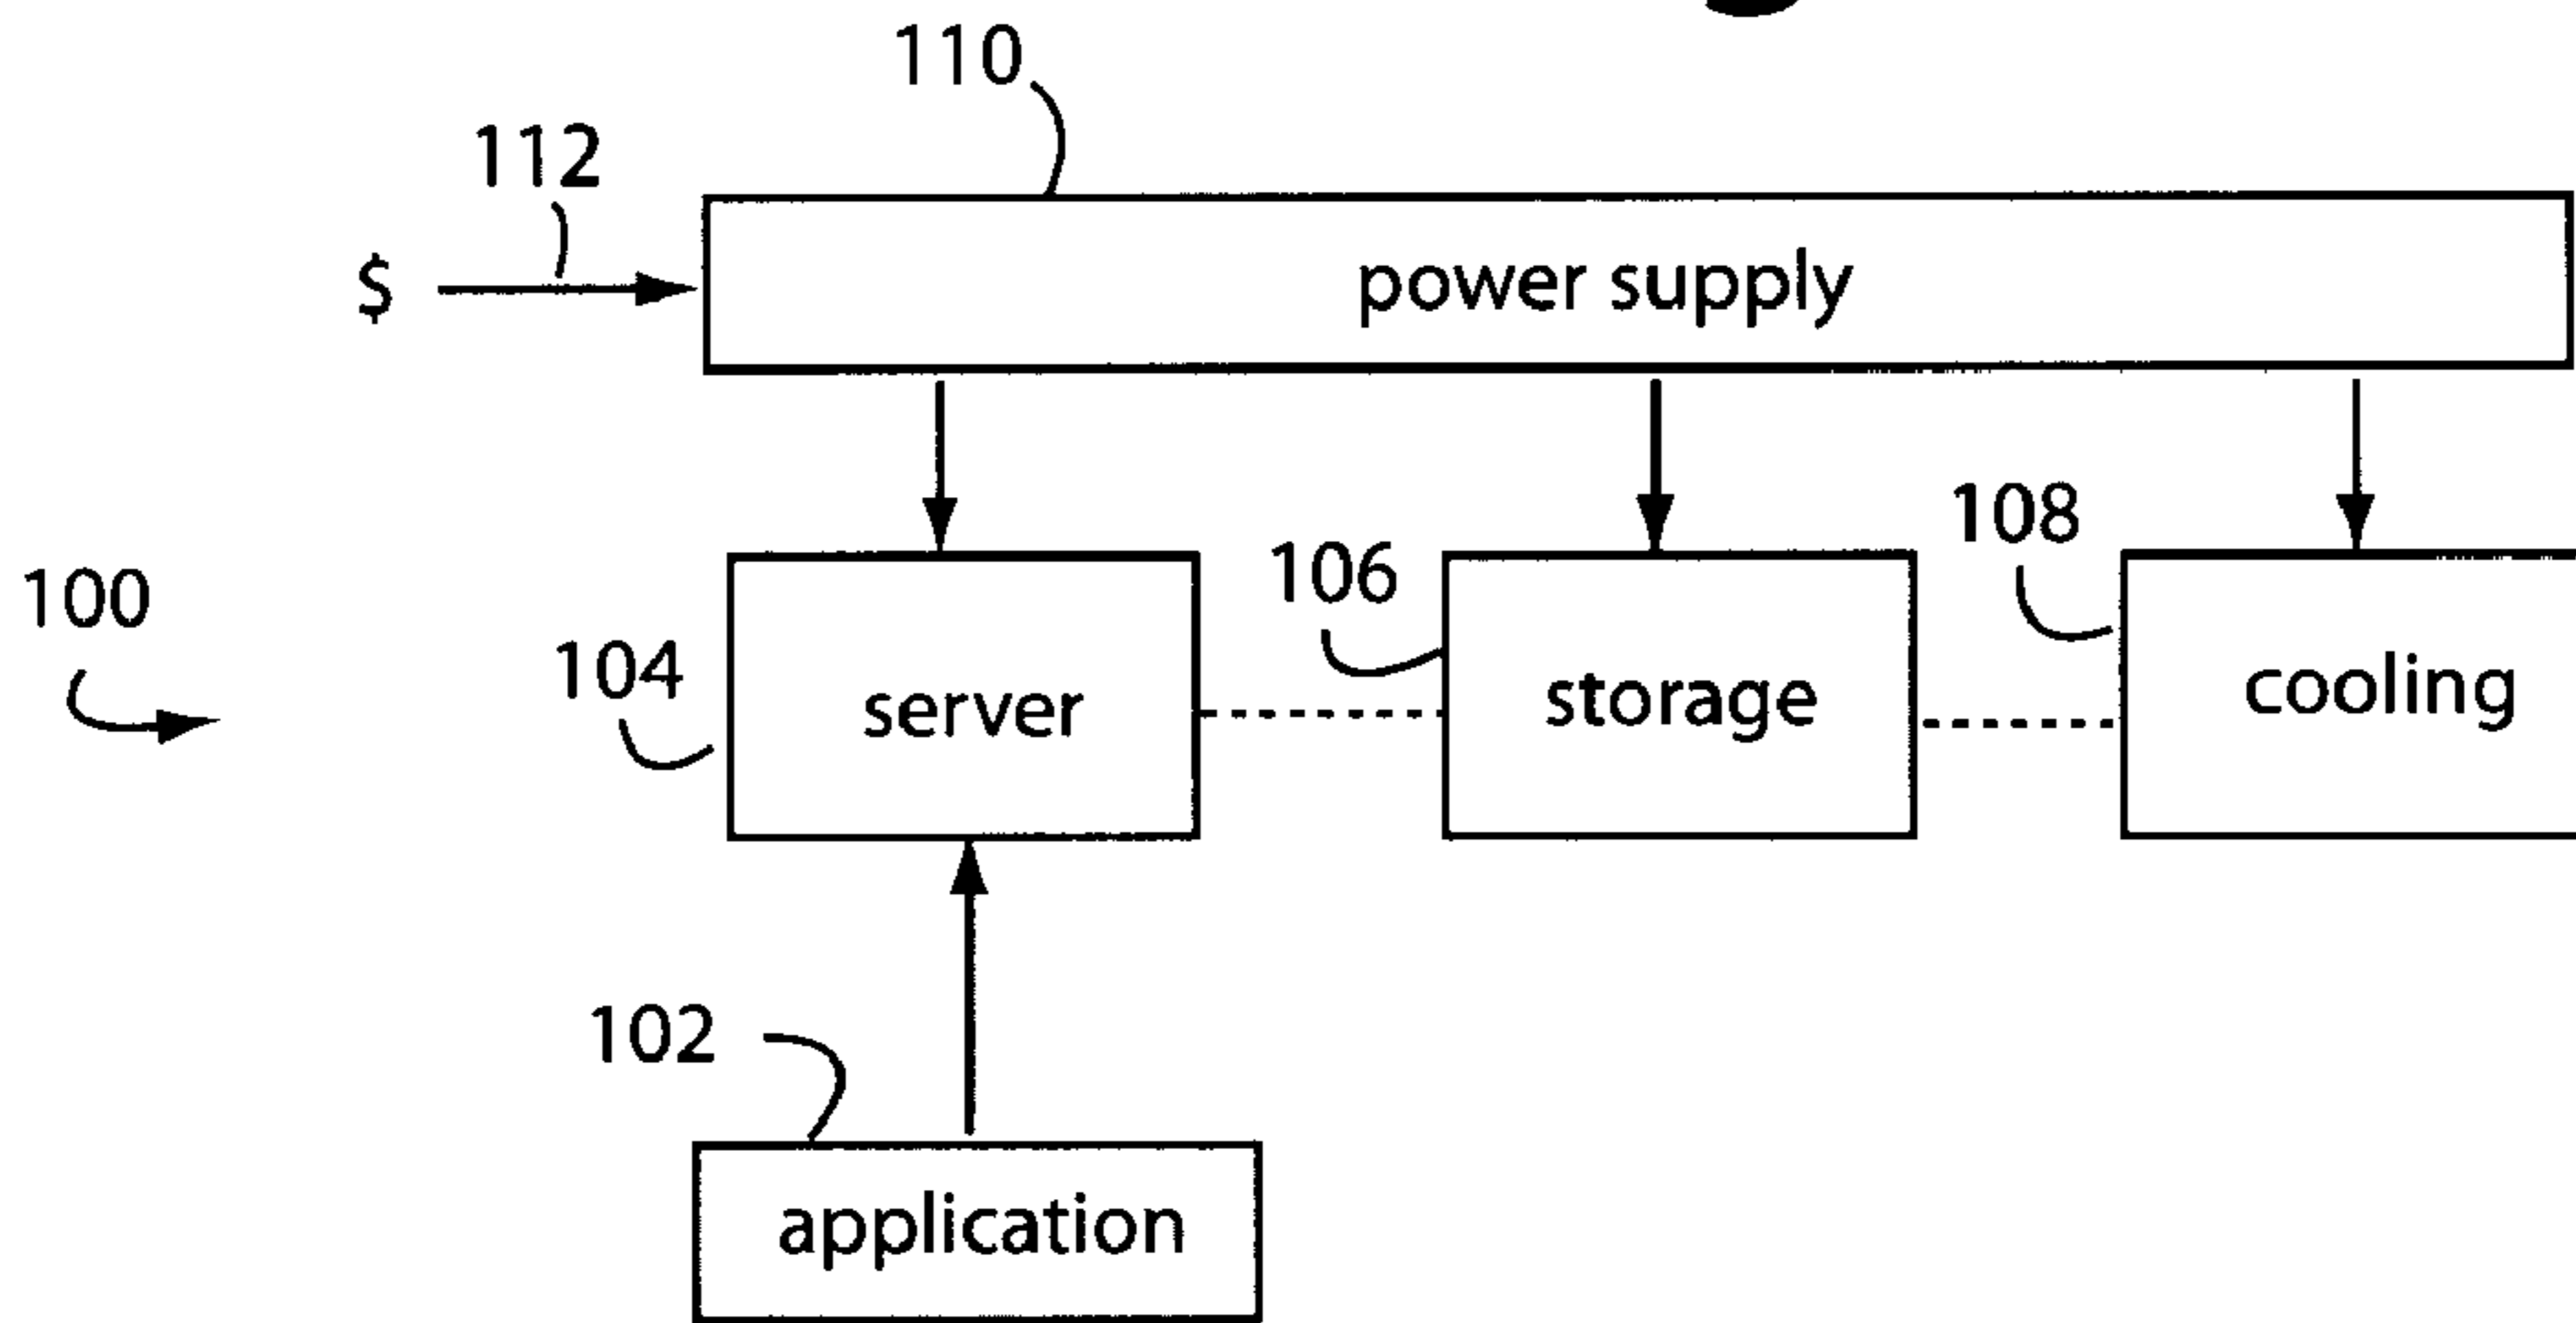 110
112
$
power supply
108
106
100
104
server
storage
cooling
102
application